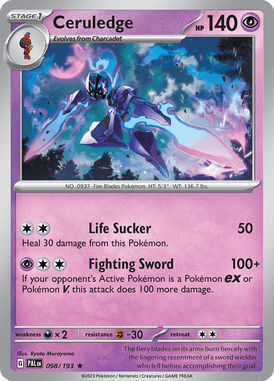 STAGE 1 Ceruledge HP 140
Evolves from Charcadet
NO. 0937 Fire Blades Pokémon HT: 5'3" WT: 136.7 lbs.
Life Sucker 50
Heal 30 damage from this Pokémon.
Fighting Sword 100+
If your opponent's Active Pokémon is a Pokémon ex or
Pokémon V, this attack does 100 more damage.
weakness ×2 resistance -30 retreat
Illus. Ryota Murayama
PAL EN 098/193 ★
The fiery blades on its arms burn fiercely with
the lingering resentment of a sword wielder
who fell before accomplishing their goal.
©2023 Pokémon / Nintendo / Creatures / GAME FREAK